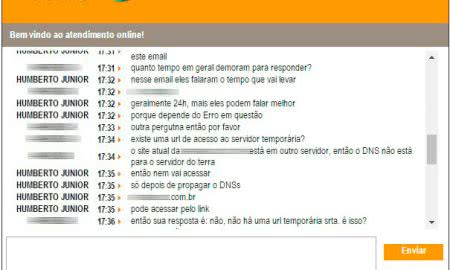 Bem vindo ao atendimento online!
HUMBERTO JUNIOR 17:31
este email
17:31 quanto tempo em geral demoram para responder?
HUMBERTO JUNIOR 17:32 nesse email eles falaram o tempo que vai levar
17:32
HUMBERTO JUNIOR 17:32 geralmente 24h, mais eles podem falar melhor
HUMBERTO JUNIOR 17:32 porque depende do Erro em questão
17:33 outra pergutna então por favor
17:34 existe uma url de acesso ao servidor temporária?
17:34 o site atual da está em outro servidor, então o DNS não está
para o servidor do terra
HUMBERTO JUNIOR 17:35 então nem vai acessar
HUMBERTO JUNIOR 17:35 só depois de propagar o DNSs
HUMBERTO JUNIOR 17:35 .com.br
HUMBERTO JUNIOR 17:35 pode acessar pelo link
17:36 então sua resposta é: não, não há uma url temporária srta. é isso?
Enviar